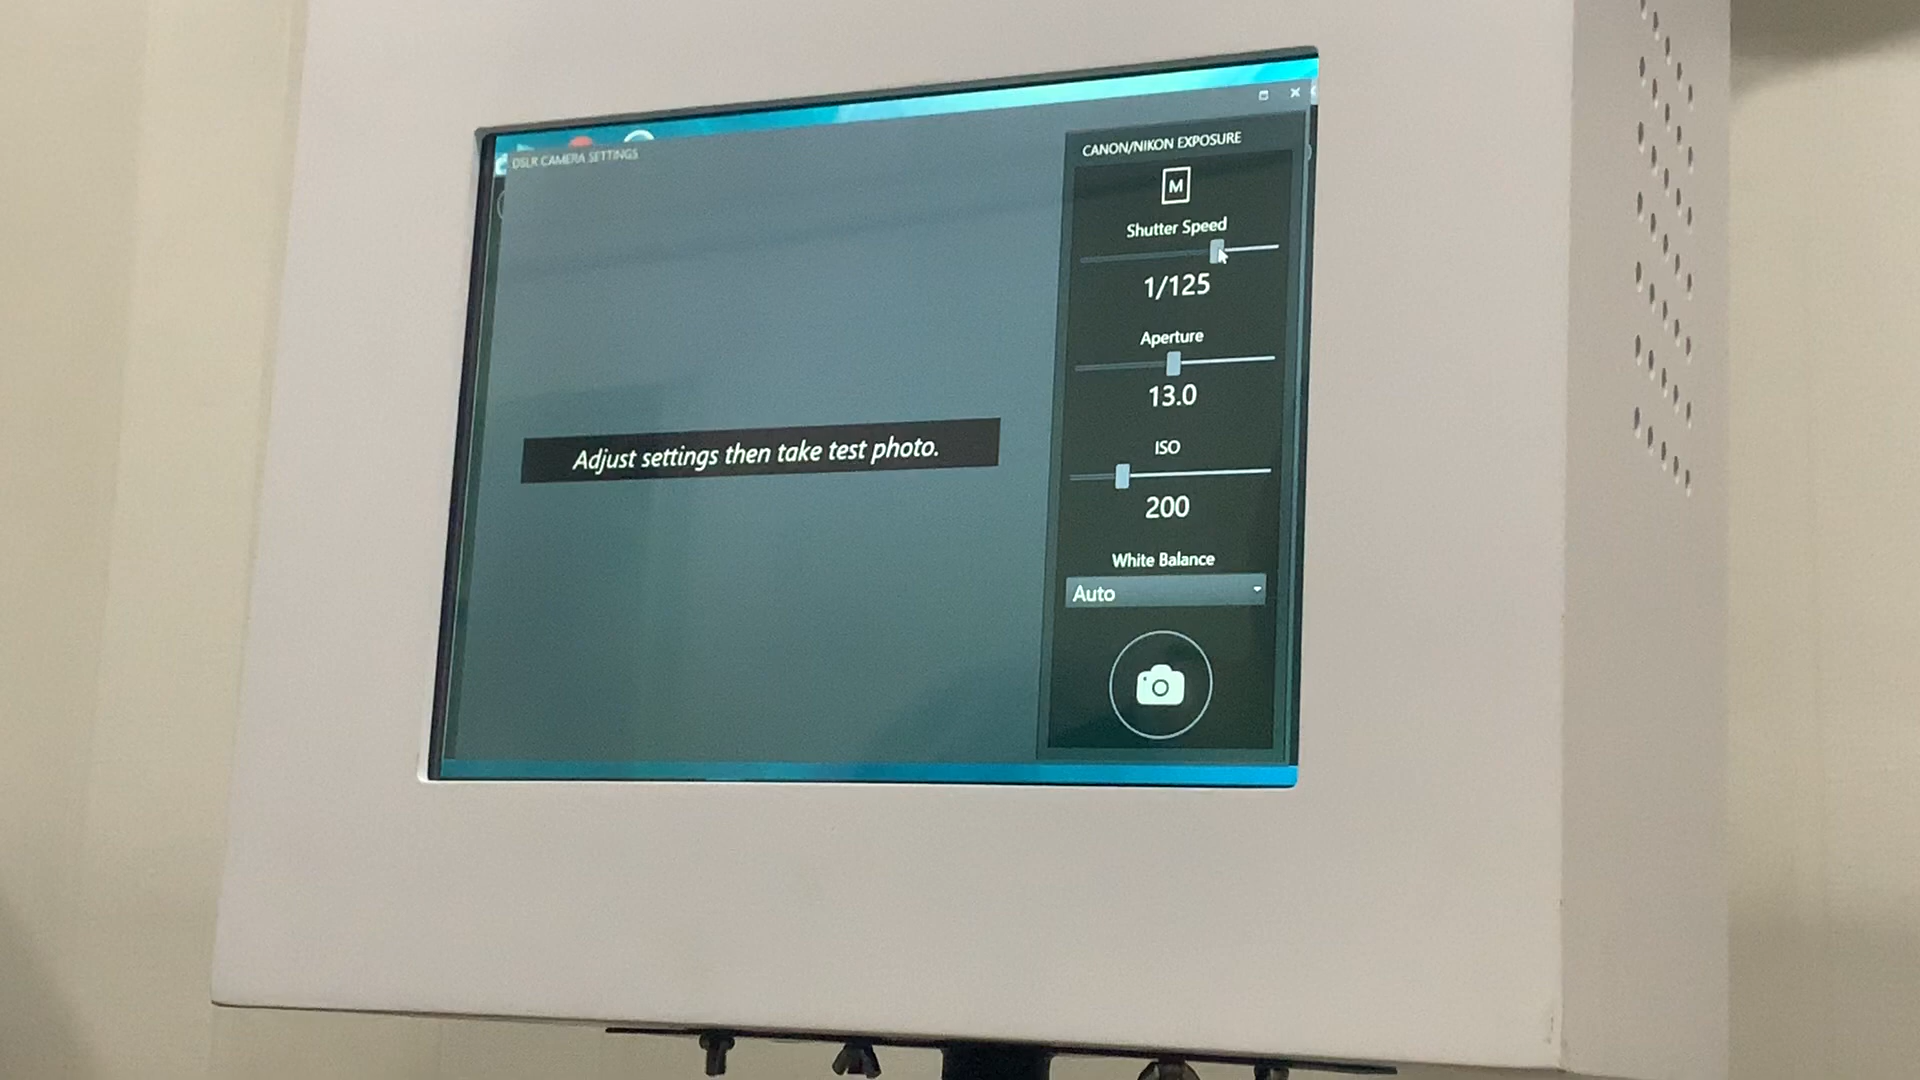 DSLR CAMERA SETTINGS
CANON/NIKON EXPOSURE
M
Shutter Speed
1/125
Aperture
13.0
ISO
200
White Balance
Auto
Adjust settings then take test photo.